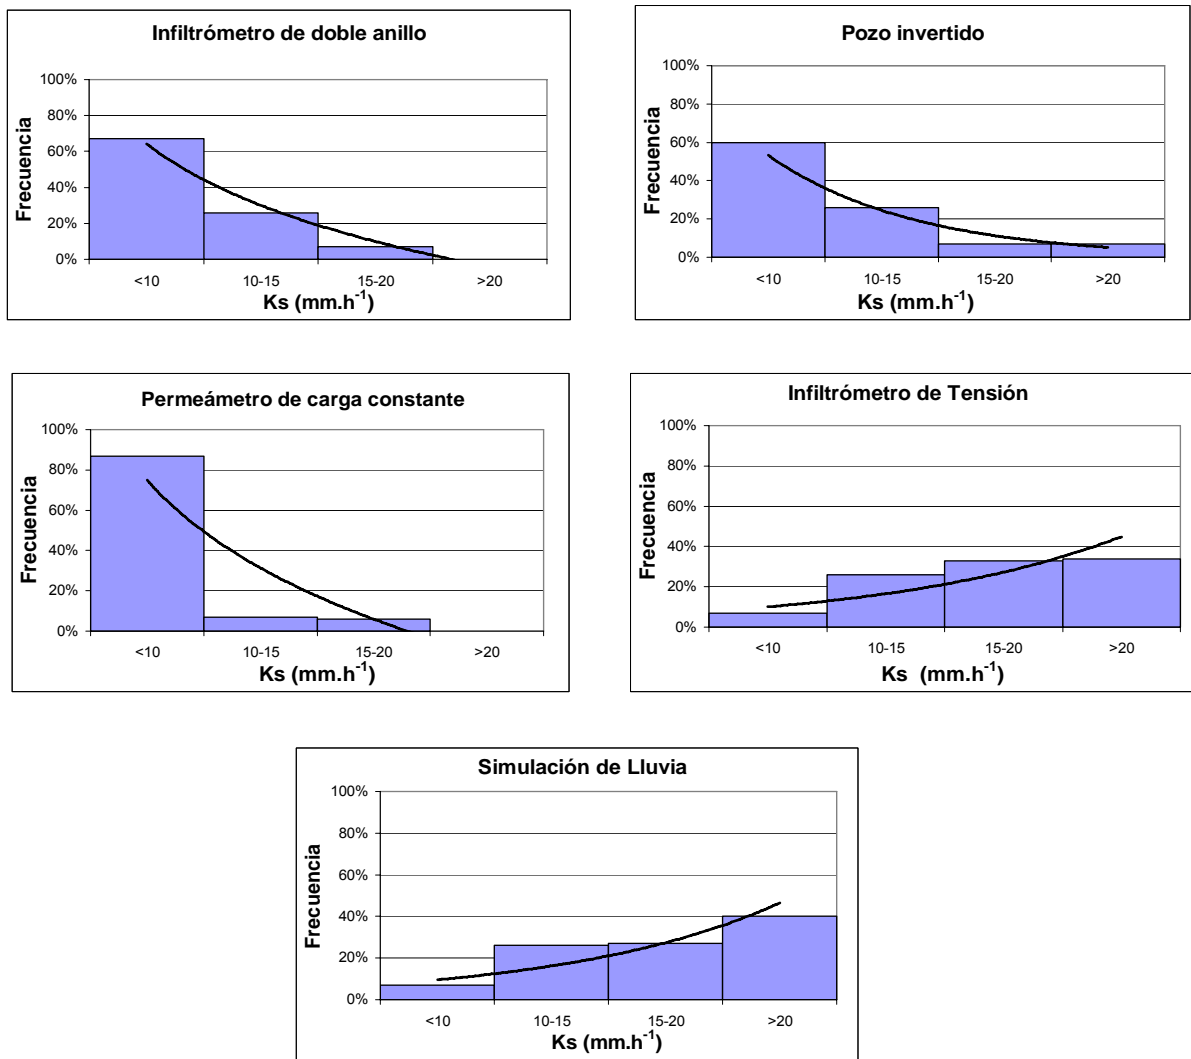 Infiltrómetro de doble anillo
100%
80%
60%
40%
20%
0%
Frecuencia
<10 10-15 15-20 >20
Ks (mm.h⁻¹)
Pozo invertido
100%
80%
60%
40%
20%
0%
Frecuencia
<10 10-15 15-20 >20
Ks (mm.h⁻¹)
Permeámetro de carga constante
100%
80%
60%
40%
20%
0%
Frecuencia
<10 10-15 15-20 >20
Ks (mm.h⁻¹)
Infiltrómetro de Tensión
100%
80%
60%
40%
20%
0%
Frecuencia
<10 10-15 15-20 >20
Ks (mm.h⁻¹)
Simulación de Lluvia
100%
80%
60%
40%
20%
0%
Frecuencia
<10 10-15 15-20 >20
Ks (mm.h⁻¹)